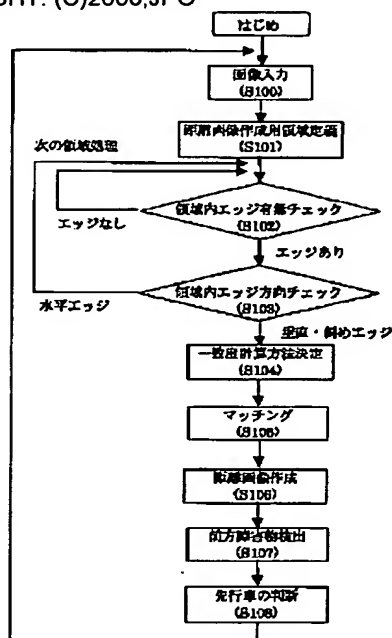 (C)2006,JPO
はじめ
画像入力
(S100)
距離画像作成用領域定義
(S101)
次の領域処理
領域内エッジ有無チェック
(S102)
エッジなし
エッジあり
領域内エッジ方向チェック
(S103)
水平エッジ
垂直・斜めエッジ
一致度計算方法決定
(S104)
マッチング
(S105)
距離画像作成
(S106)
前方障害物検出
(S107)
先行車の判断
(S108)